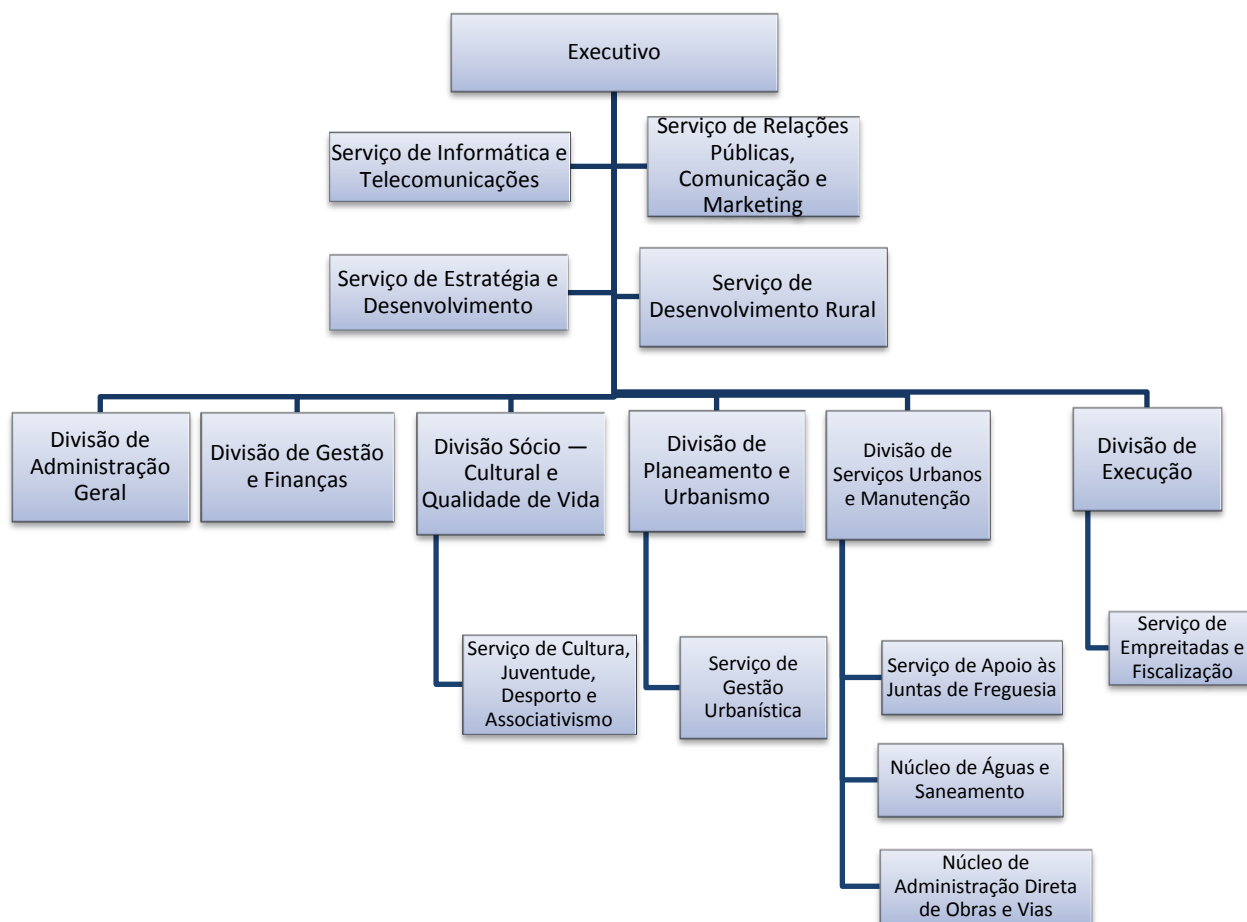 Executivo
Serviço de Informática e
Telecomunicações
Serviço de Relações
Públicas,
Comunicação e
Marketing
Serviço de Estratégia e
Desenvolvimento
Serviço de
Desenvolvimento Rural
Divisão de
Administração
Geral
Divisão de Gestão
e Finanças
Divisão Sócio —
Cultural e
Qualidade de Vida
Divisão de
Planeamento e
Urbanismo
Divisão de
Serviços Urbanos
e Manutenção
Divisão de
Execução
Serviço de Cultura,
Juventude,
Desporto e
Associativismo
Serviço de
Gestão
Urbanística
Serviço de Apoio às
Juntas de Freguesia
Núcleo de Águas e
Saneamento
Núcleo de
Administração Direta
de Obras e Vias
Serviço de
Empreitadas e
Fiscalização